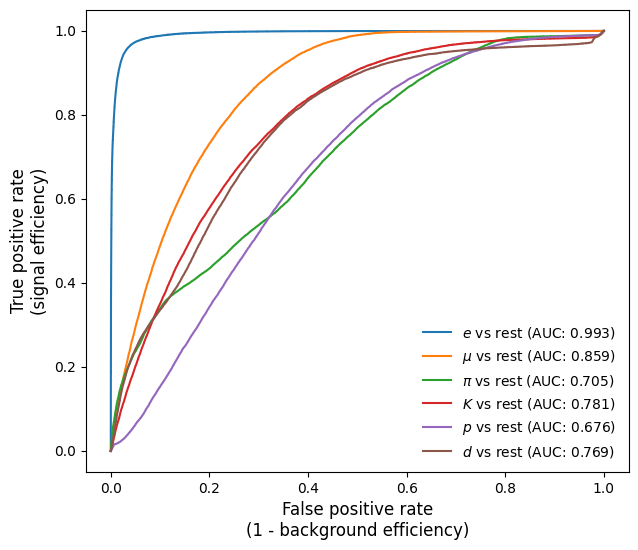 True positive rate
(signal efficiency)
1.0
0.8
0.6
0.4
0.2
0.0
e vs rest (AUC: 0.993)
μ vs rest (AUC: 0.859)
π vs rest (AUC: 0.705)
K vs rest (AUC: 0.781)
p vs rest (AUC: 0.676)
d vs rest (AUC: 0.769)
0.0 0.2 0.4 0.6 0.8 1.0
False positive rate
(1 - background efficiency)